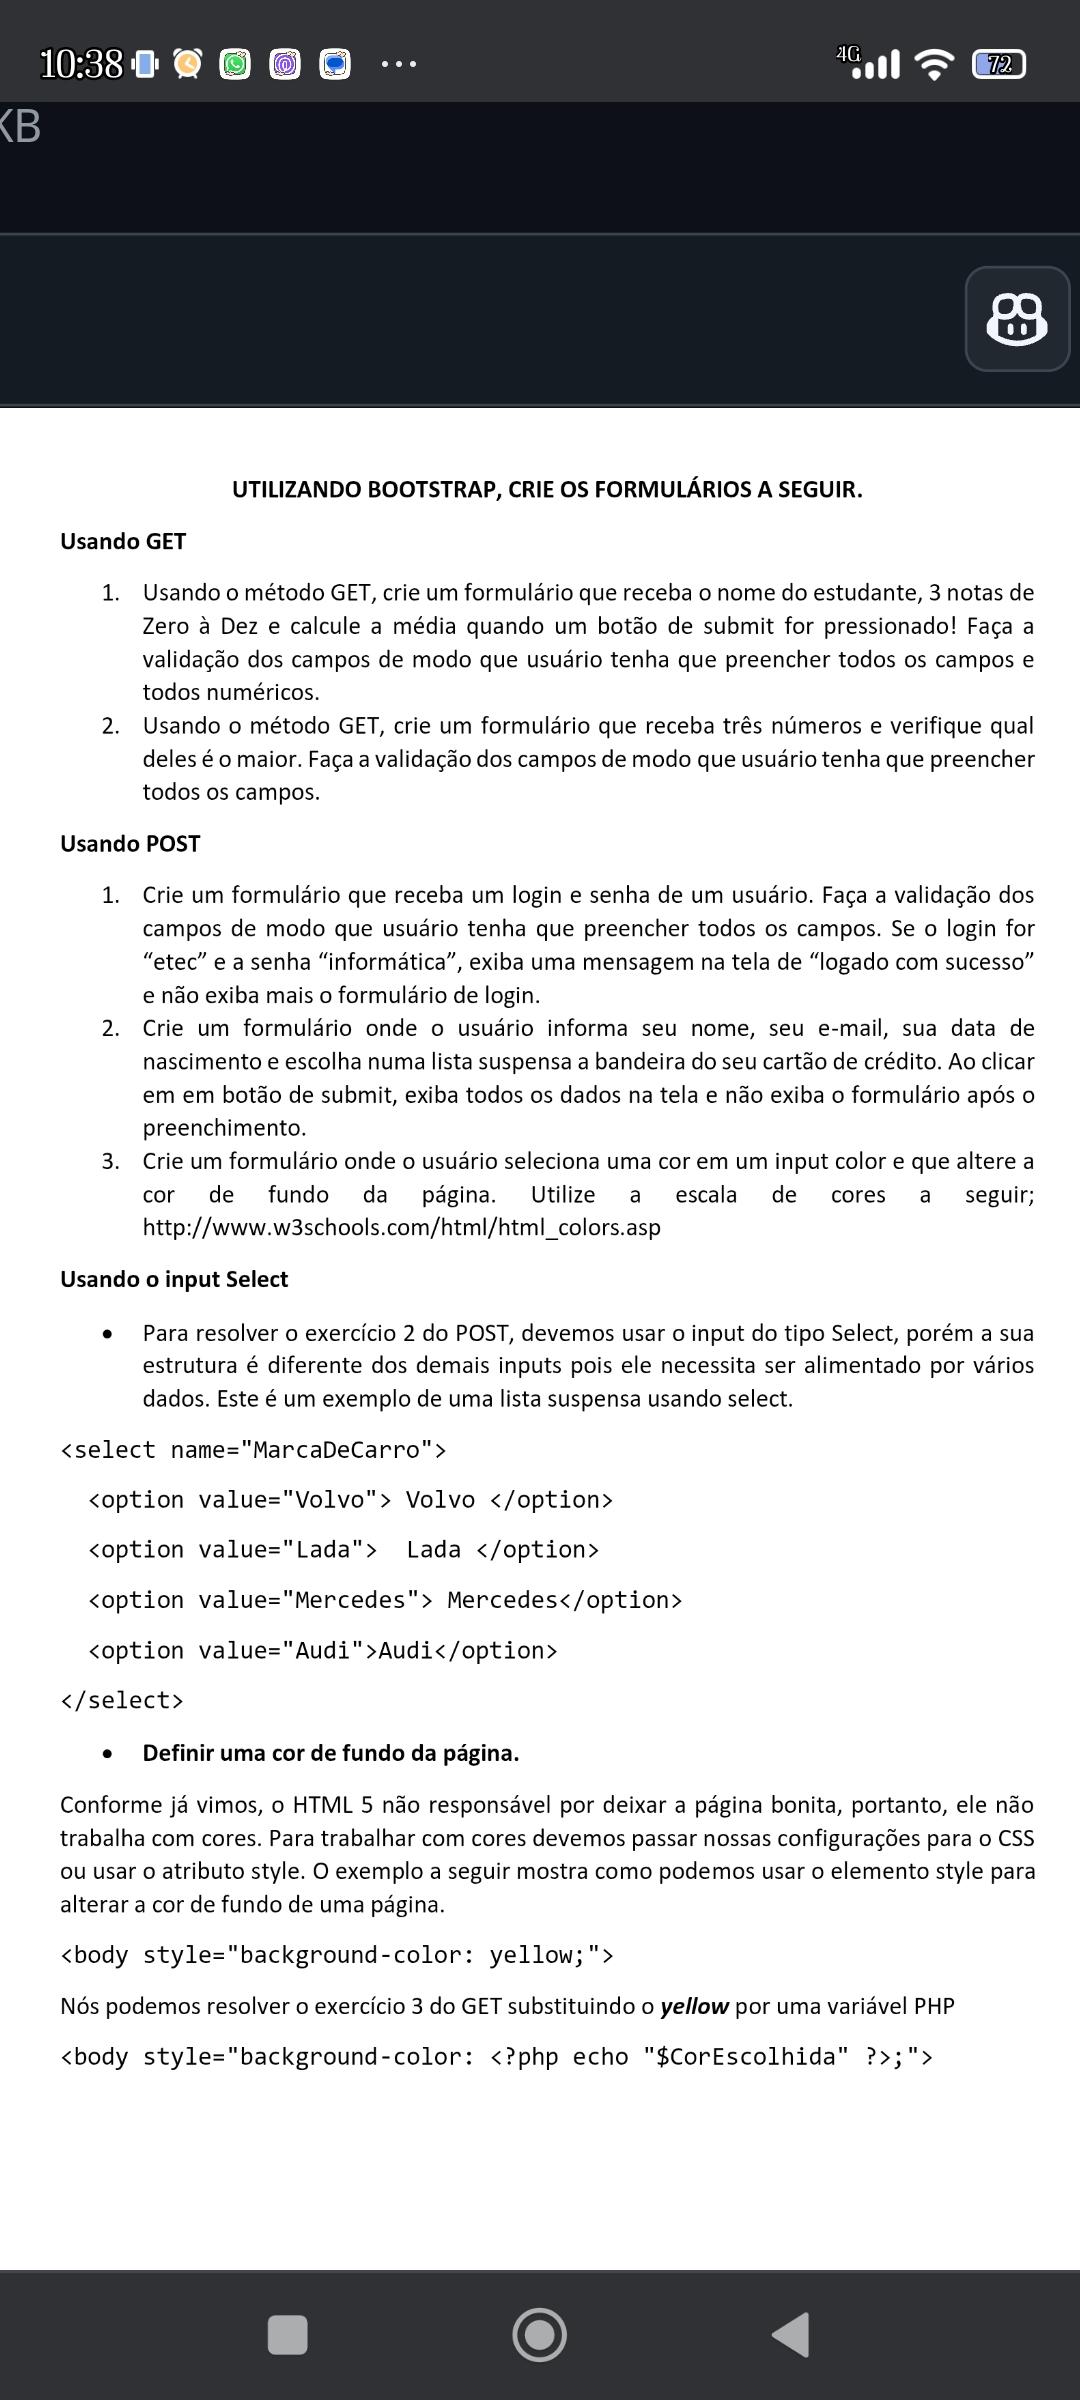 10:38
4G
72
KB
UTILIZANDO BOOTSTRAP, CRIE OS FORMULÁRIOS A SEGUIR.
Usando GET
1. Usando o método GET, crie um formulário que receba o nome do estudante, 3 notas de
Zero à Dez e calcule a média quando um botão de submit for pressionado! Faça a
validação dos campos de modo que usuário tenha que preencher todos os campos e
todos numéricos.
2. Usando o método GET, crie um formulário que receba três números e verifique qual
deles é o maior. Faça a validação dos campos de modo que usuário tenha que preencher
todos os campos.
Usando POST
1. Crie um formulário que receba um login e senha de um usuário. Faça a validação dos
campos de modo que usuário tenha que preencher todos os campos. Se o login for
“etec” e a senha “informática”, exiba uma mensagem na tela de “logado com sucesso”
e não exiba mais o formulário de login.
2. Crie um formulário onde o usuário informa seu nome, seu e-mail, sua data de
nascimento e escolha numa lista suspensa a bandeira do seu cartão de crédito. Ao clicar
em em botão de submit, exiba todos os dados na tela e não exiba o formulário após o
preenchimento.
3. Crie um formulário onde o usuário seleciona uma cor em um input color e que altere a
cor de fundo da página. Utilize a escala de cores a seguir;
http://www.w3schools.com/html/html_colors.asp
Usando o input Select
• Para resolver o exercício 2 do POST, devemos usar o input do tipo Select, porém a sua
estrutura é diferente dos demais inputs pois ele necessita ser alimentado por vários
dados. Este é um exemplo de uma lista suspensa usando select.
<select name="MarcaDeCarro">
<option value="Volvo"> Volvo </option>
<option value="Lada">  Lada </option>
<option value="Mercedes"> Mercedes</option>
<option value="Audi">Audi</option>
</select>
• Definir uma cor de fundo da página.
Conforme já vimos, o HTML 5 não responsável por deixar a página bonita, portanto, ele não
trabalha com cores. Para trabalhar com cores devemos passar nossas configurações para o CSS
ou usar o atributo style. O exemplo a seguir mostra como podemos usar o elemento style para
alterar a cor de fundo de uma página.
<body style="background-color: yellow;">
Nós podemos resolver o exercício 3 do GET substituindo o yellow por uma variável PHP
<body style="background-color: <?php echo "$CorEscolhida" ?>;">